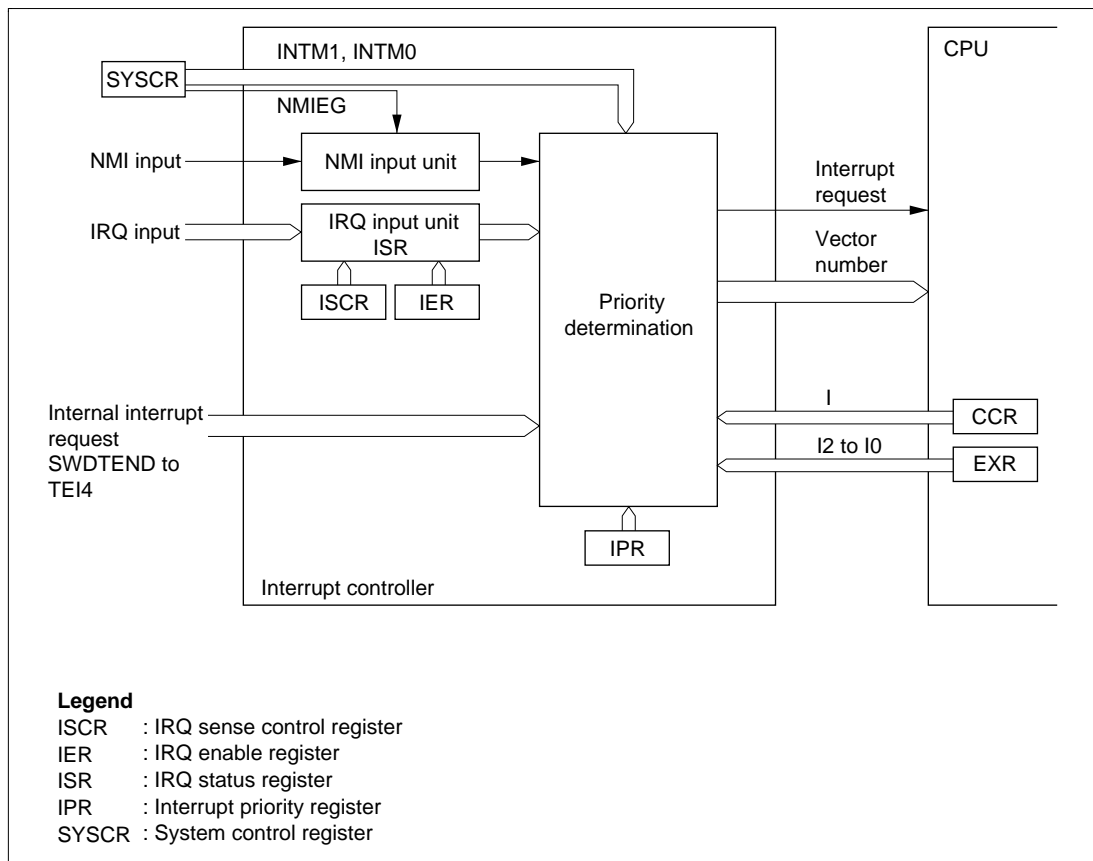 INTM1, INTM0
CPU
SYSCR
NMIEG
NMI input
NMI input unit
Interrupt
request
IRQ input
IRQ input unit
ISR
Vector
number
ISCR
IER
Priority
determination
Internal interrupt
request
SWDTEND to
TEI4
I
CCR
I2 to I0
EXR
IPR
Interrupt controller
Legend
ISCR : IRQ sense control register
IER : IRQ enable register
ISR : IRQ status register
IPR : Interrupt priority register
SYSCR : System control register